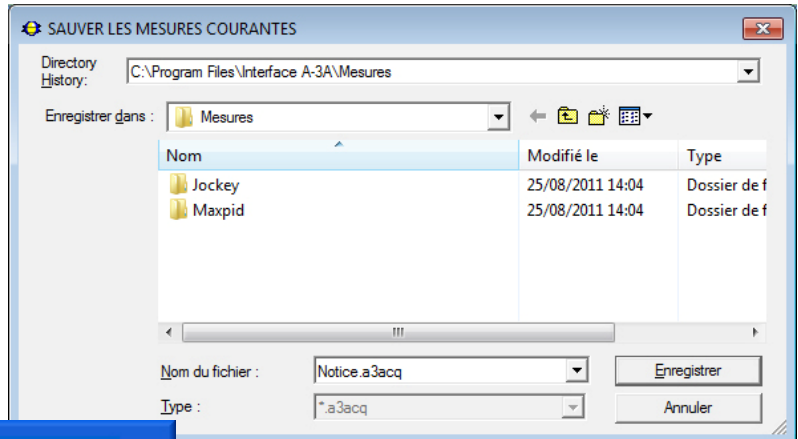 SAUVER LES MESURES COURANTES
Directory
History:
C:\Program Files\Interface A-3A\Mesures
Enregistrer dans :
Mesures
Nom
Modifié le
Type
Jockey
25/08/2011 14:04
Dossier de f
Maxpid
25/08/2011 14:04
Dossier de f
Nom du fichier :
Notice.a3acq
Enregistrer
Type :
*.a3acq
Annuler